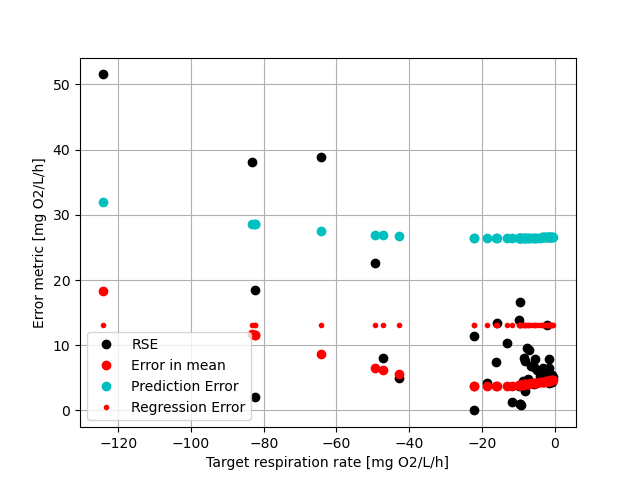 50
40
30
20
10
0
Error metric [mg O2/L/h]
RSE
Error in mean
Prediction Error
Regression Error
−120 −100 −80 −60 −40 −20 0
Target respiration rate [mg O2/L/h]